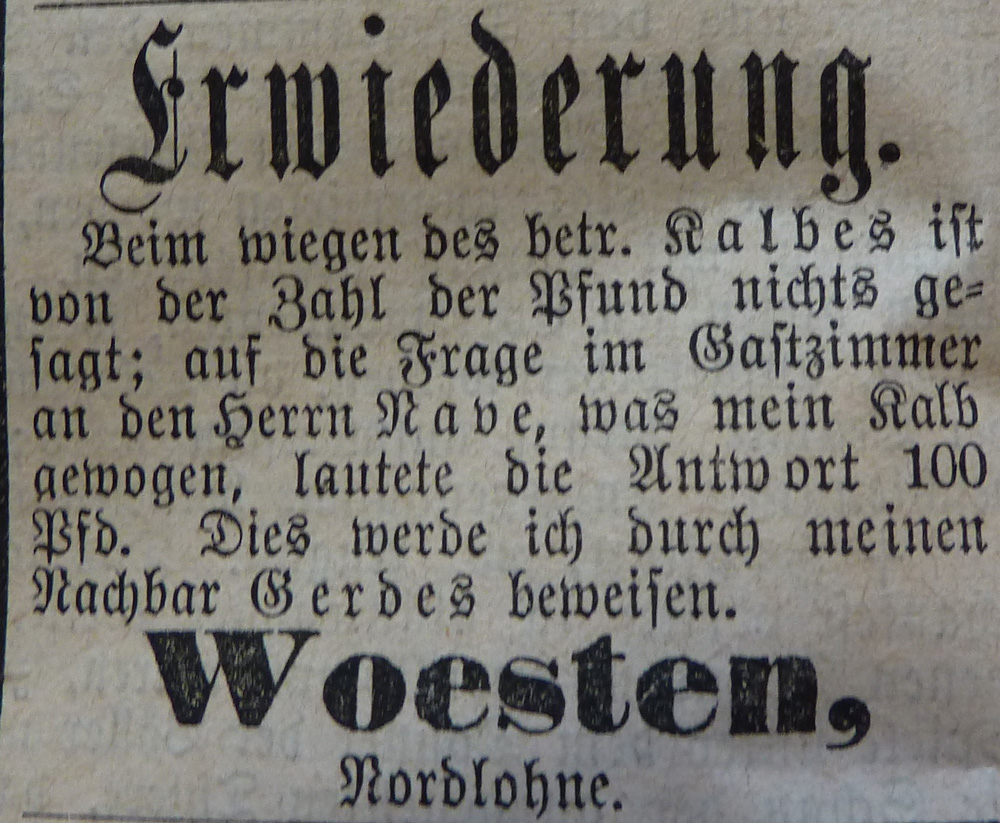 Erwiederung.
Beim wiegen des betr. Kalbes ist
von der Zahl der Pfund nichts ge=
sagt; auf die Frage im Gastzimmer
an den Herrn Nave, was mein Kalb
gewogen, lautete die Antwort 100
Pfd. Dies werde ich durch meinen
Nachbar Gerdes beweisen.
Woesten,
Nordlohne.